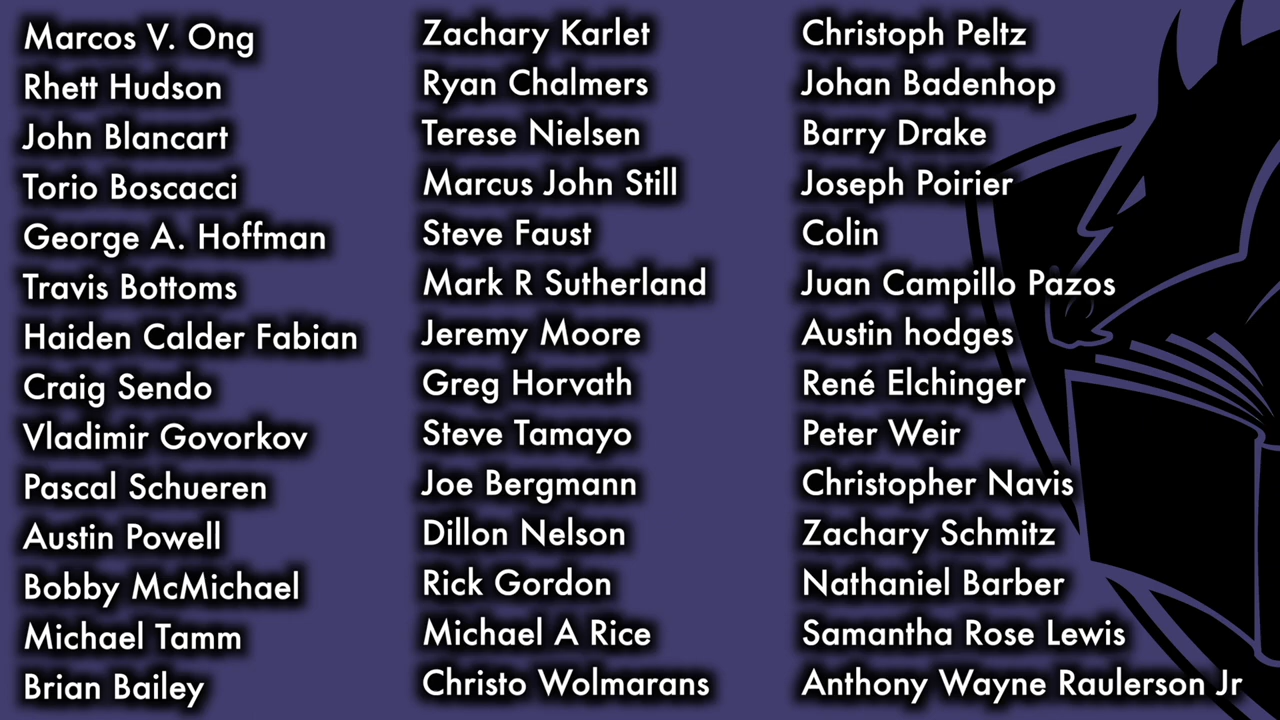 Marcos V. Ong
Rhett Hudson
John Blancart
Torio Boscacci
George A. Hoffman
Travis Bottoms
Haiden Calder Fabian
Craig Sendo
Vladimir Govorkov
Pascal Schueren
Austin Powell
Bobby McMichael
Michael Tamm
Brian Bailey
Zachary Karlet
Ryan Chalmers
Terese Nielsen
Marcus John Still
Steve Faust
Mark R Sutherland
Jeremy Moore
Greg Horvath
Steve Tamayo
Joe Bergmann
Dillon Nelson
Rick Gordon
Michael A Rice
Christo Wolmarans
Christoph Peltz
Johan Badenhop
Barry Drake
Joseph Poirier
Colin
Juan Campillo Pazos
Austin hodges
René Elchinger
Peter Weir
Christopher Navis
Zachary Schmitz
Nathaniel Barber
Samantha Rose Lewis
Anthony Wayne Raulerson Jr